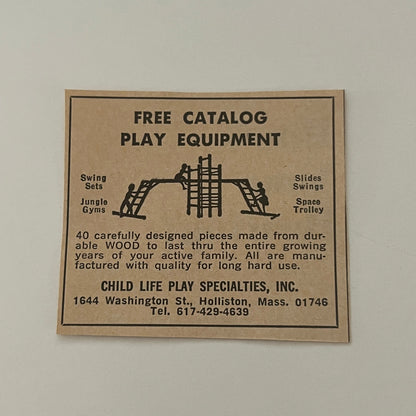 FREE CATALOG
PLAY EQUIPMENT
Swing Slides
Sets Swings
Jungle Space
Gyms Trolley
40 carefully designed pieces made from dur-
able WOOD to last thru the entire growing
years of your active family. All are manu-
factured with quality for long hard use.
CHILD LIFE PLAY SPECIALTIES, INC.
1644 Washington St., Holliston, Mass. 01746
Tel. 617-429-4639